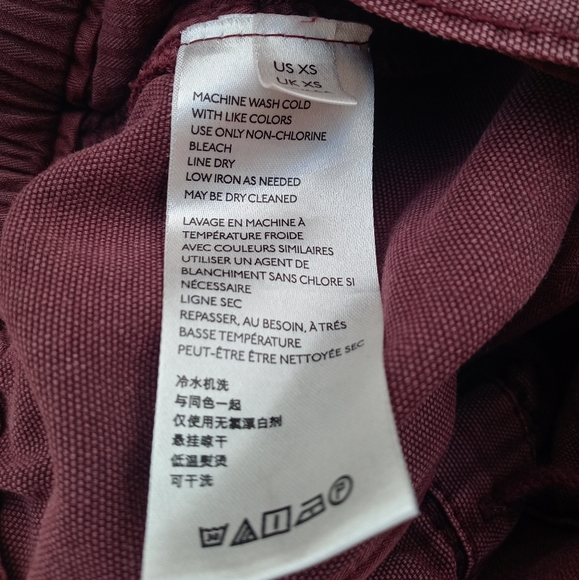 US XS
UK XS
MACHINE WASH COLD
WITH LIKE COLORS
USE ONLY NON-CHLORINE
BLEACH
LINE DRY
LOW IRON AS NEEDED
MAY BE DRY CLEANED
LAVAGE EN MACHINE À
TEMPÉRATURE FROIDE
AVEC COULEURS SIMILAIRES
UTILISER UN AGENT DE
BLANCHIMENT SANS CHLORE SI
NÉCESSAIRE
LIGNE SEC
REPASSER, AU BESOIN, À TRÉS
BASSE TEMPÉRATURE
PEUT-ÊTRE ÊTRE NETTOYÉE SEC
冷水机洗
与同色一起
仅使用无氯漂白剂
悬挂晾干
低温熨烫
可干洗
30
P